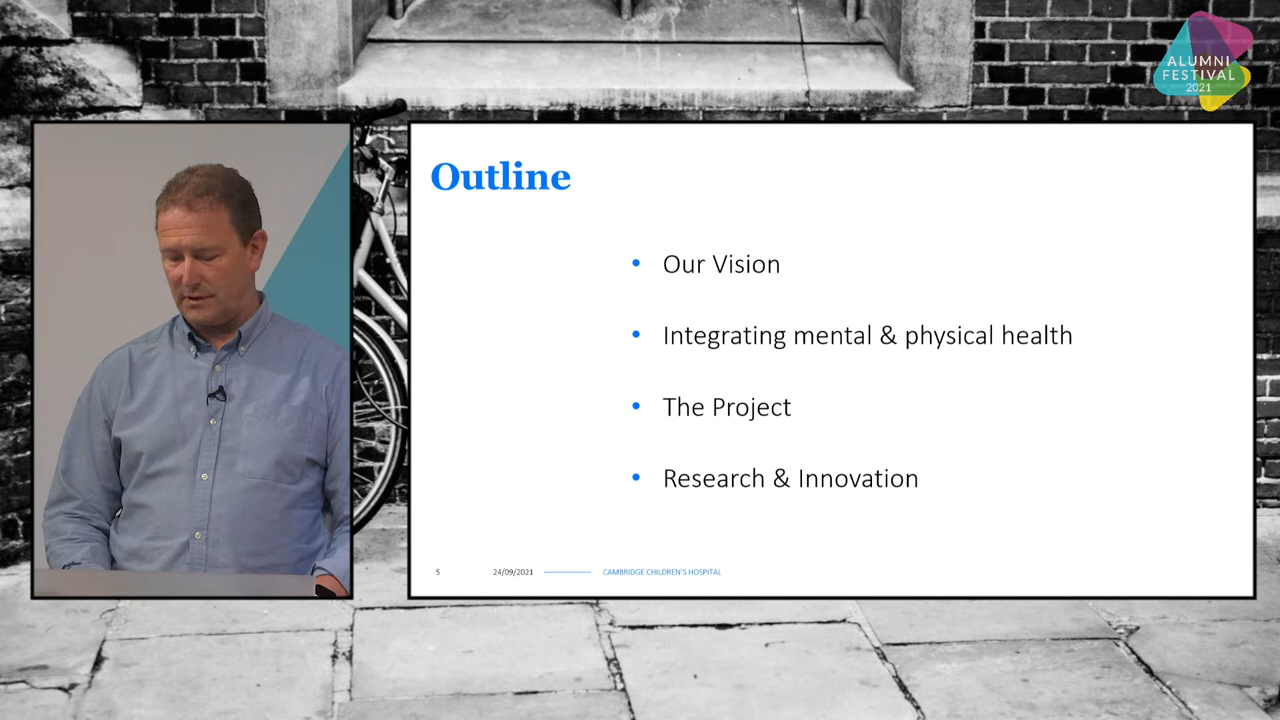 ALUMNI
FESTIVAL
2021
Outline
• Our Vision
• Integrating mental & physical health
• The Project
• Research & Innovation
5 24/09/2021 CAMBRIDGE CHILDREN'S HOSPITAL